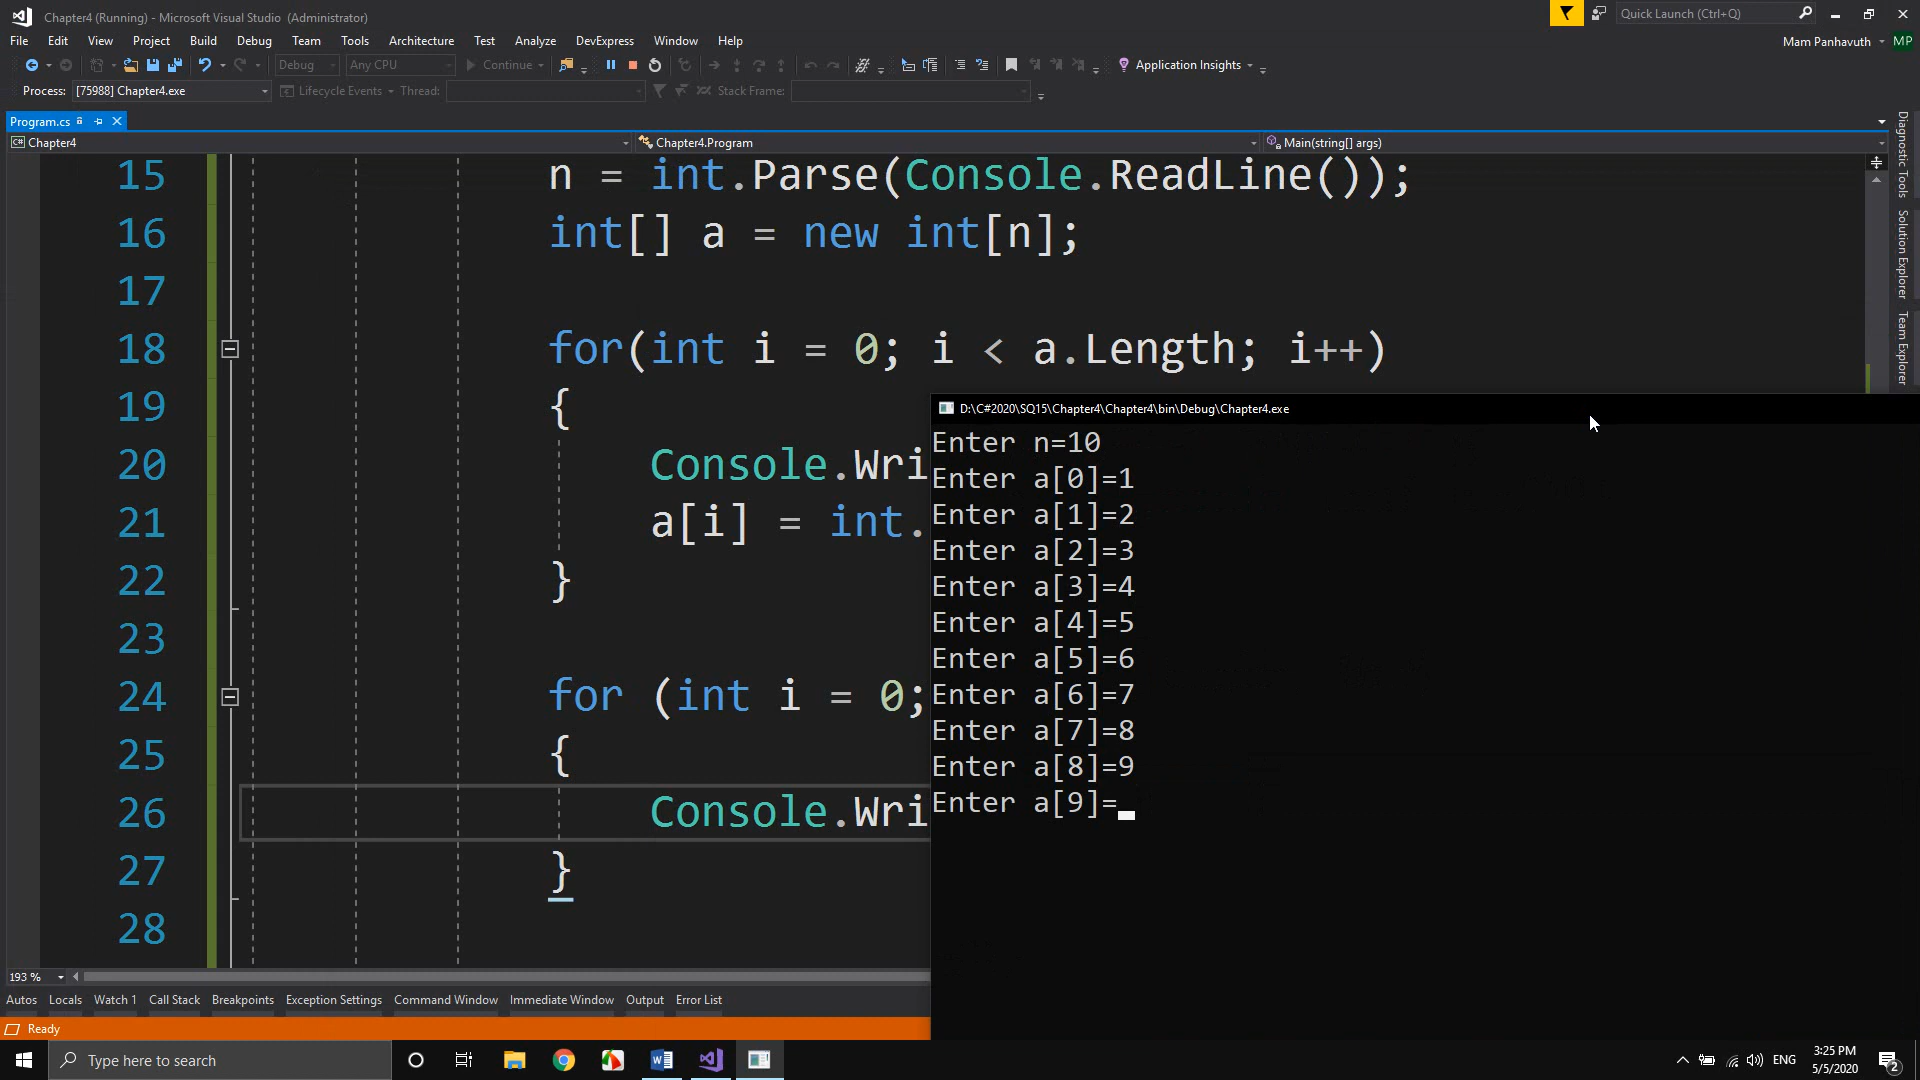 Chapter4 (Running) - Microsoft Visual Studio (Administrator)
Quick Launch (Ctrl+Q)
File Edit View Project Build Debug Team Tools Architecture Test Analyze DevExpress Window Help
Mam Panhavuth MP
Debug Any CPU Continue Application Insights
Process: [75988] Chapter4.exe Lifecycle Events Thread: Stack Frame:
Program.cs
C# Chapter4 Chapter4.Program Main(string[] args)
15 n = int.Parse(Console.ReadLine());
16 int[] a = new int[n];
17
18 for(int i = 0; i < a.Length; i++)
19 {
20 Console.Wri
21 a[i] = int.
22 }
23
24 for (int i = 0;
25 {
26 Console.Wri
27 }
28
D:\C#2020\SQ15\Chapter4\Chapter4\bin\Debug\Chapter4.exe
Enter n=10
Enter a[0]=1
Enter a[1]=2
Enter a[2]=3
Enter a[3]=4
Enter a[4]=5
Enter a[5]=6
Enter a[6]=7
Enter a[7]=8
Enter a[8]=9
Enter a[9]=
Diagnostic Tools
Solution Explorer
Team Explorer
193 %
Autos Locals Watch 1 Call Stack Breakpoints Exception Settings Command Window Immediate Window Output Error List
Ready
Type here to search
ENG
3:25 PM
5/5/2020
2